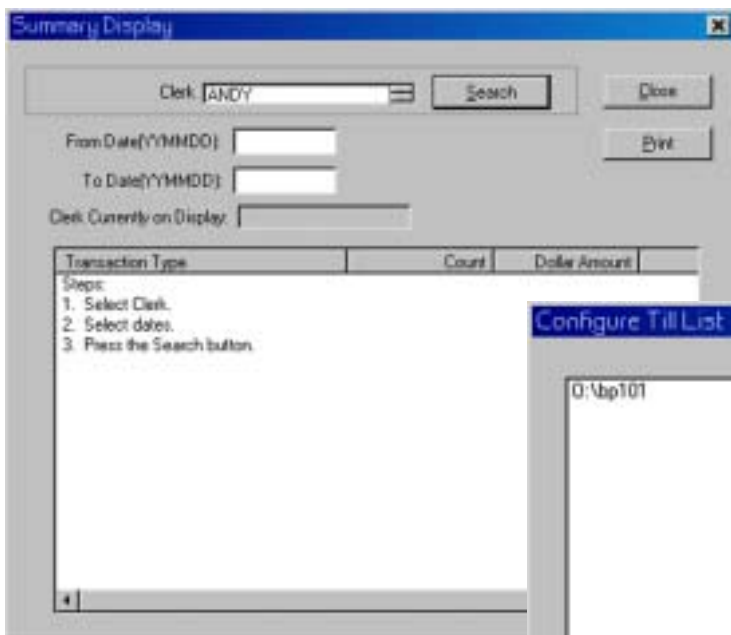 Summary Display
Clerk ANDY Search Close
From Date(YYMMDD): Print
To Date(YYMMDD):
Clerk Currently on Display:
Transaction Type Count Dollar Amount
Steps:
1. Select Clerk.
2. Select dates.
3. Press the Search button.
Configure Till List
O:\bp101